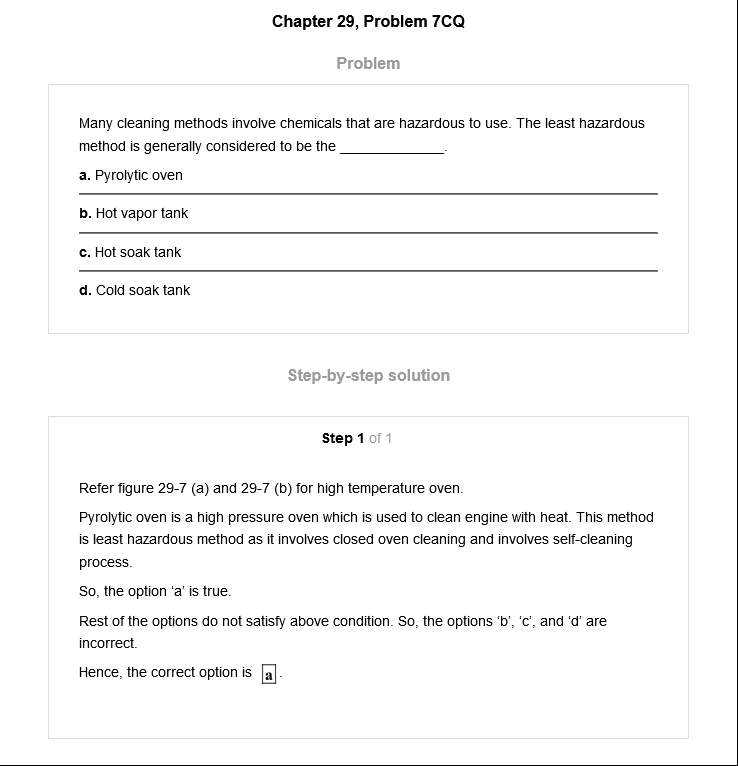 Chapter 29, Problem 7CQ
Problem
Many cleaning methods involve chemicals that are hazardous to use. The least hazardous
method is generally considered to be the _____________.
a. Pyrolytic oven
b. Hot vapor tank
c. Hot soak tank
d. Cold soak tank
Step-by-step solution
Step 1 of 1
Refer figure 29-7 (a) and 29-7 (b) for high temperature oven.
Pyrolytic oven is a high pressure oven which is used to clean engine with heat. This method
is least hazardous method as it involves closed oven cleaning and involves self-cleaning
process.
So, the option ‘a’ is true.
Rest of the options do not satisfy above condition. So, the options ‘b’, ‘c’, and ‘d’ are
incorrect.
Hence, the correct option is a.